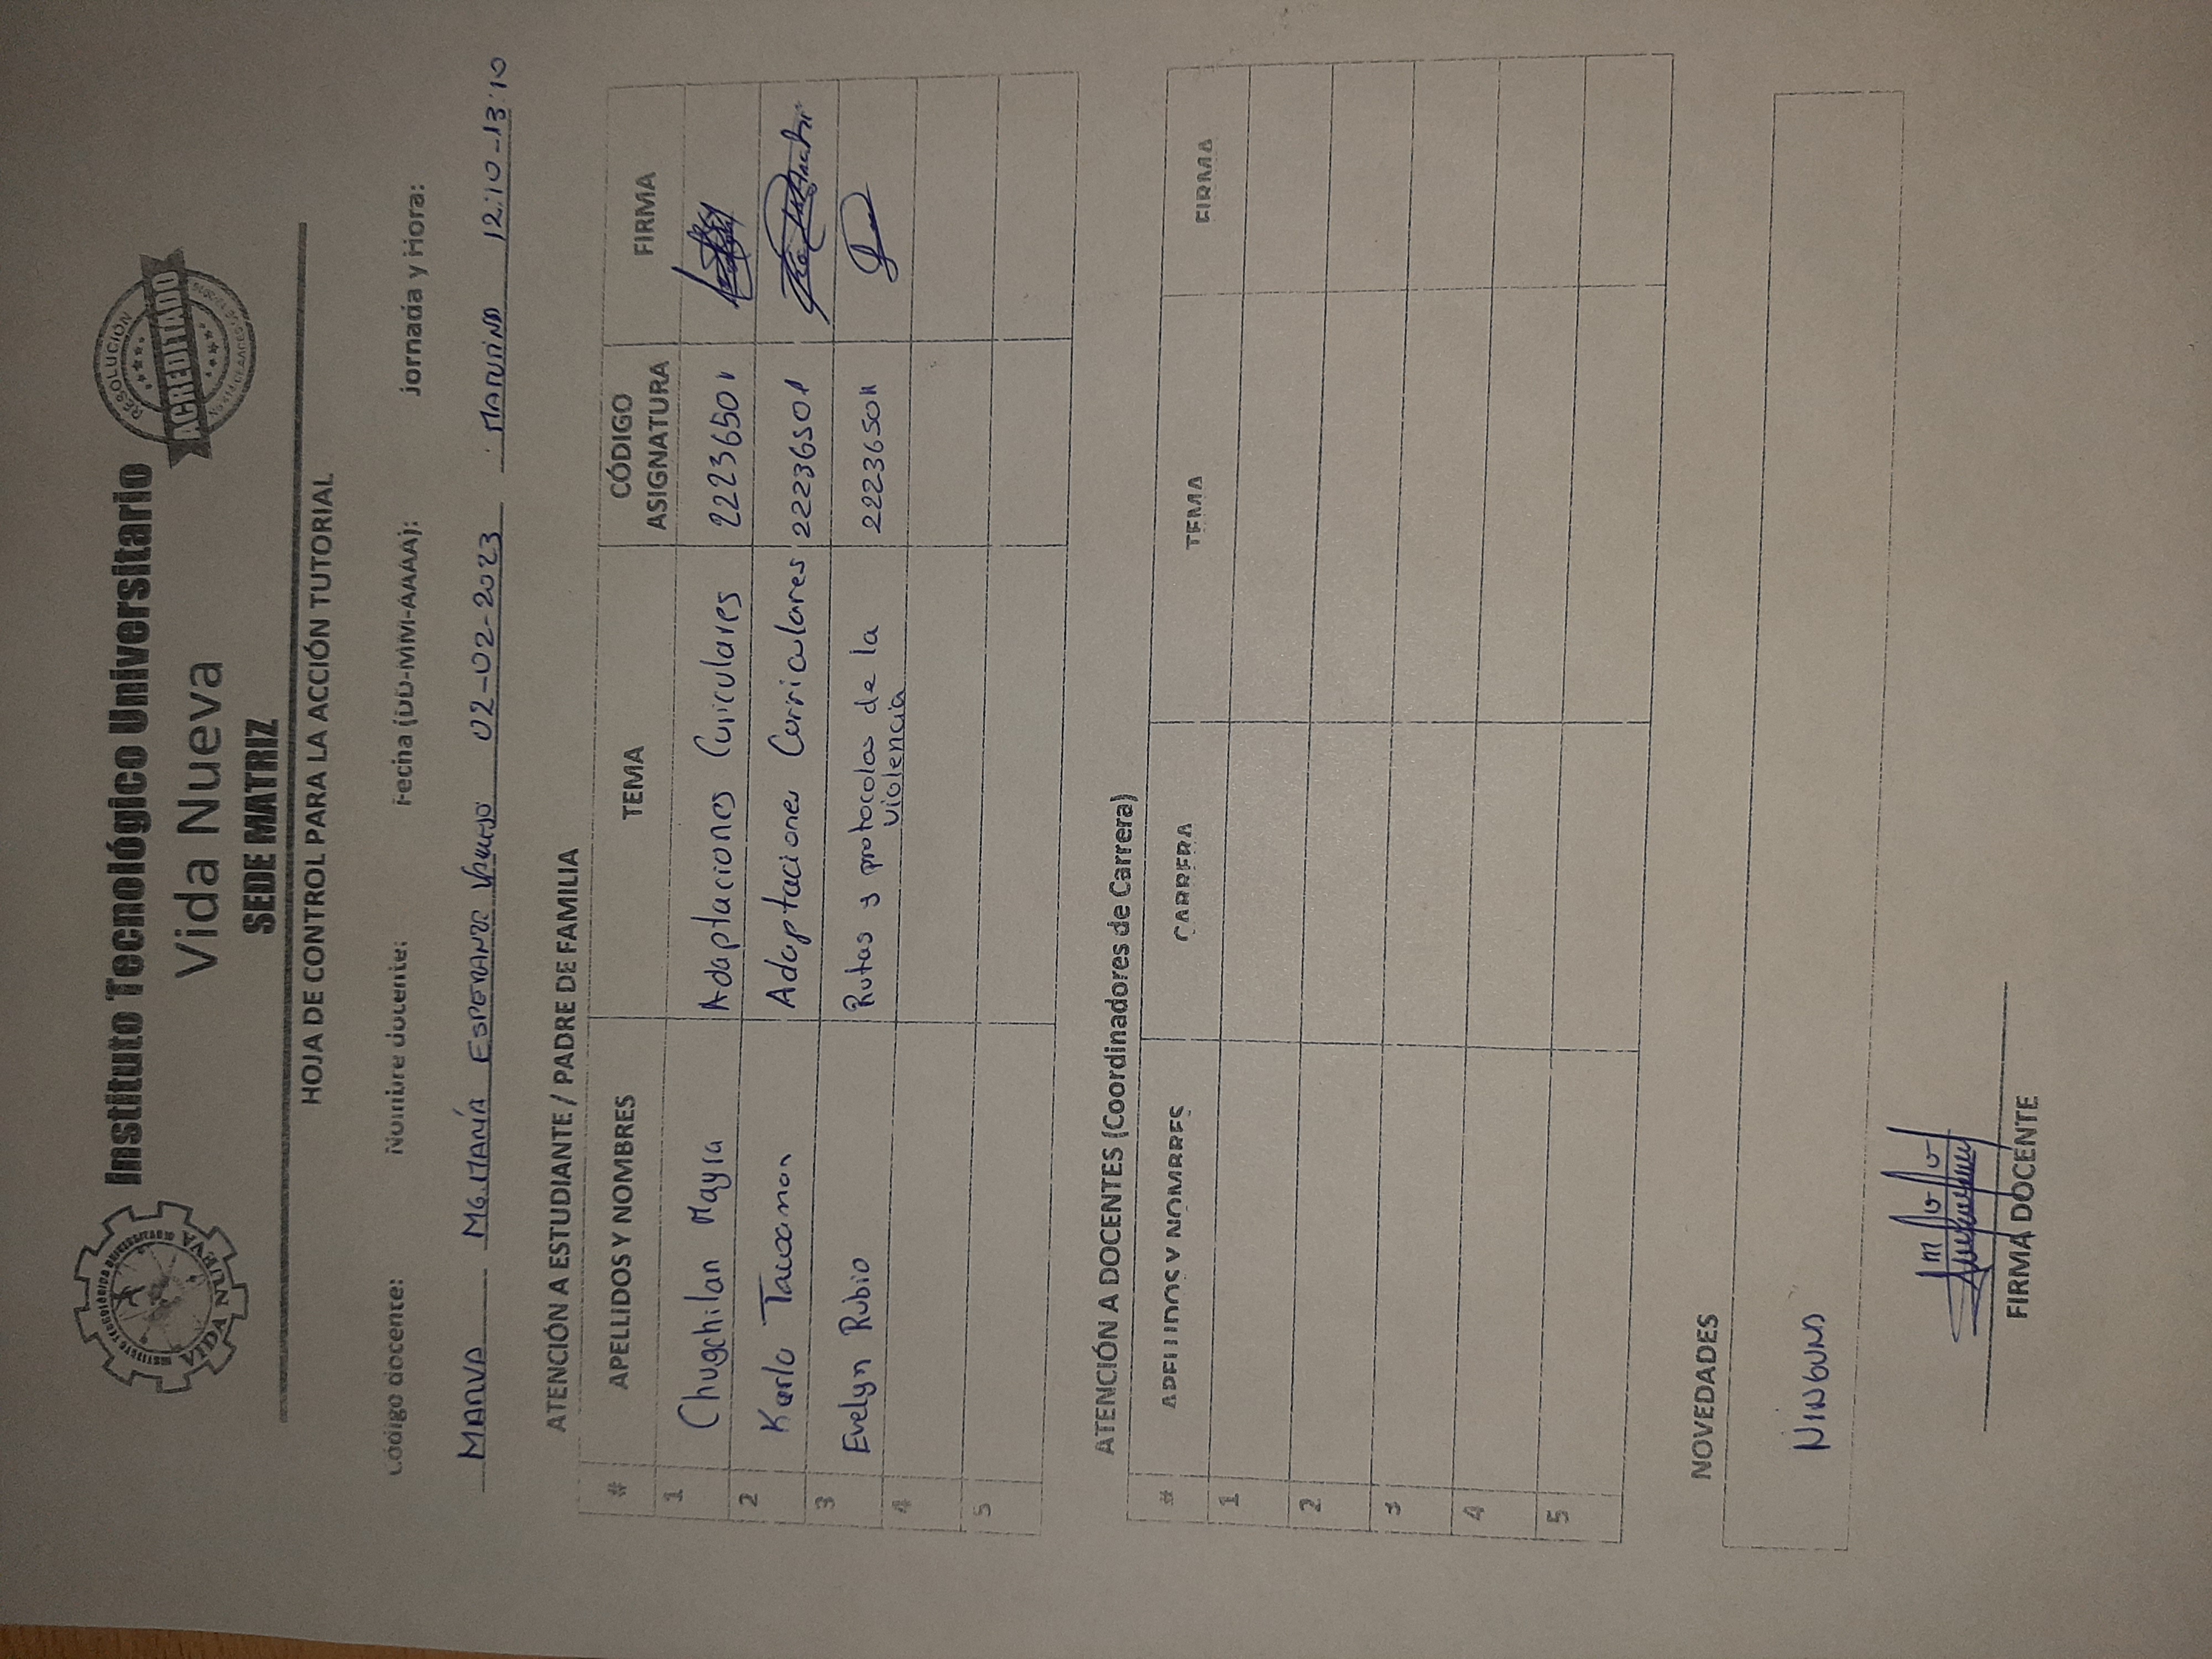 INSTITUTO TECNOLÓGICO UNIVERSITARIO
VIDA NUEVA
Instituto Tecnológico Universitario
Vida Nueva
SEDE MATRIZ
RESOLUCIÓN
ACREDITADO
HOJA DE CONTROL PARA LA ACCIÓN TUTORIAL
Código docente: Nombre docente: Fecha (DD-MM-AAAA): Jornada y Hora:
MARVA MG. MARÍA ESPERANZA VALLEJO 02-02-2023 MATUTINA 12:10-13:10
ATENCIÓN A ESTUDIANTE / PADRE DE FAMILIA
# APELLIDOS Y NOMBRES TEMA CÓDIGO ASIGNATURA FIRMA
1 Chugchilan Mayra Adaptaciones Curiculares 22236501
2 Karla Adaptaciones Curriculares 22236501
3 Evelyn Rubio Rutas y protocolos de la
violencia
4
5
ATENCIÓN A DOCENTES (Coordinadores de Carrera)
# APELLIDOS Y NOMBRES CARRERA TEMA FIRMA
1
2
3
4
5
NOVEDADES
NINGUNA
FIRMA DOCENTE